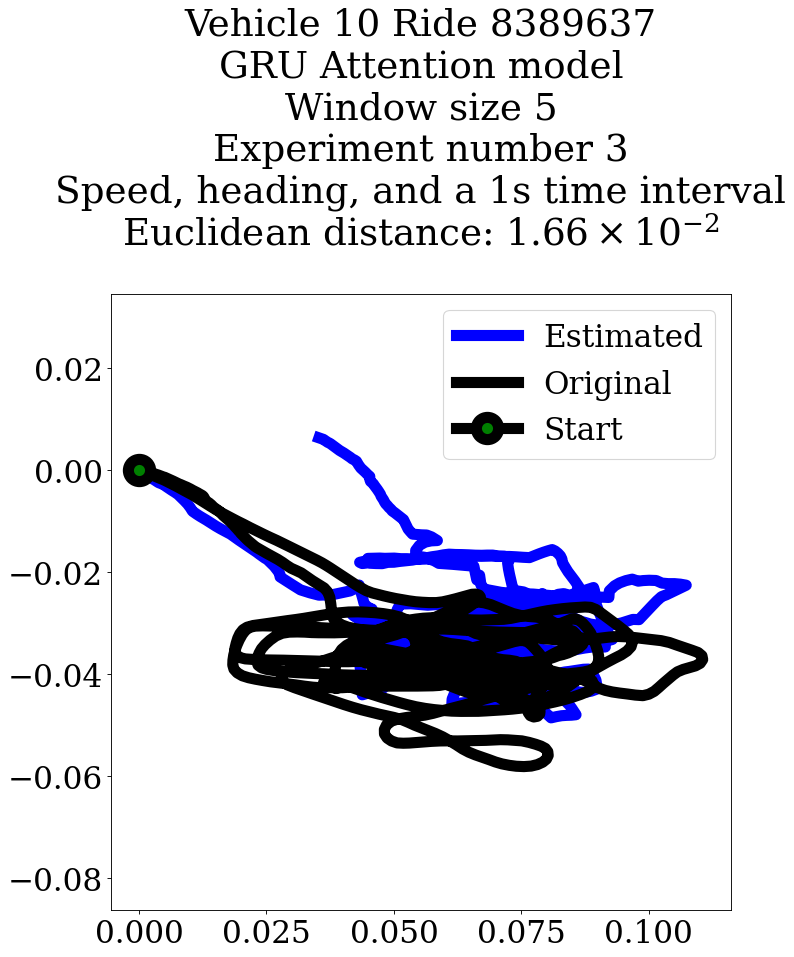 Vehicle 10 Ride 8389637
GRU Attention model
Window size 5
Experiment number 3
Speed, heading, and a 1s time interval
Euclidean distance: 1.66 × 10⁻²
Estimated
Original
Start
0.02
0.00
−0.02
−0.04
−0.06
−0.08
0.000 0.025 0.050 0.075 0.100